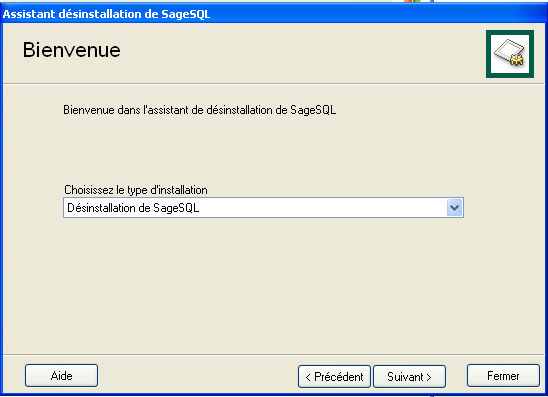 Assistant désinstallation de SageSQL
Bienvenue
Bienvenue dans l'assistant de désinstallation de SageSQL
Choisissez le type d'installation
Désinstallation de SageSQL
Aide
< Précédent
Suivant >
Fermer